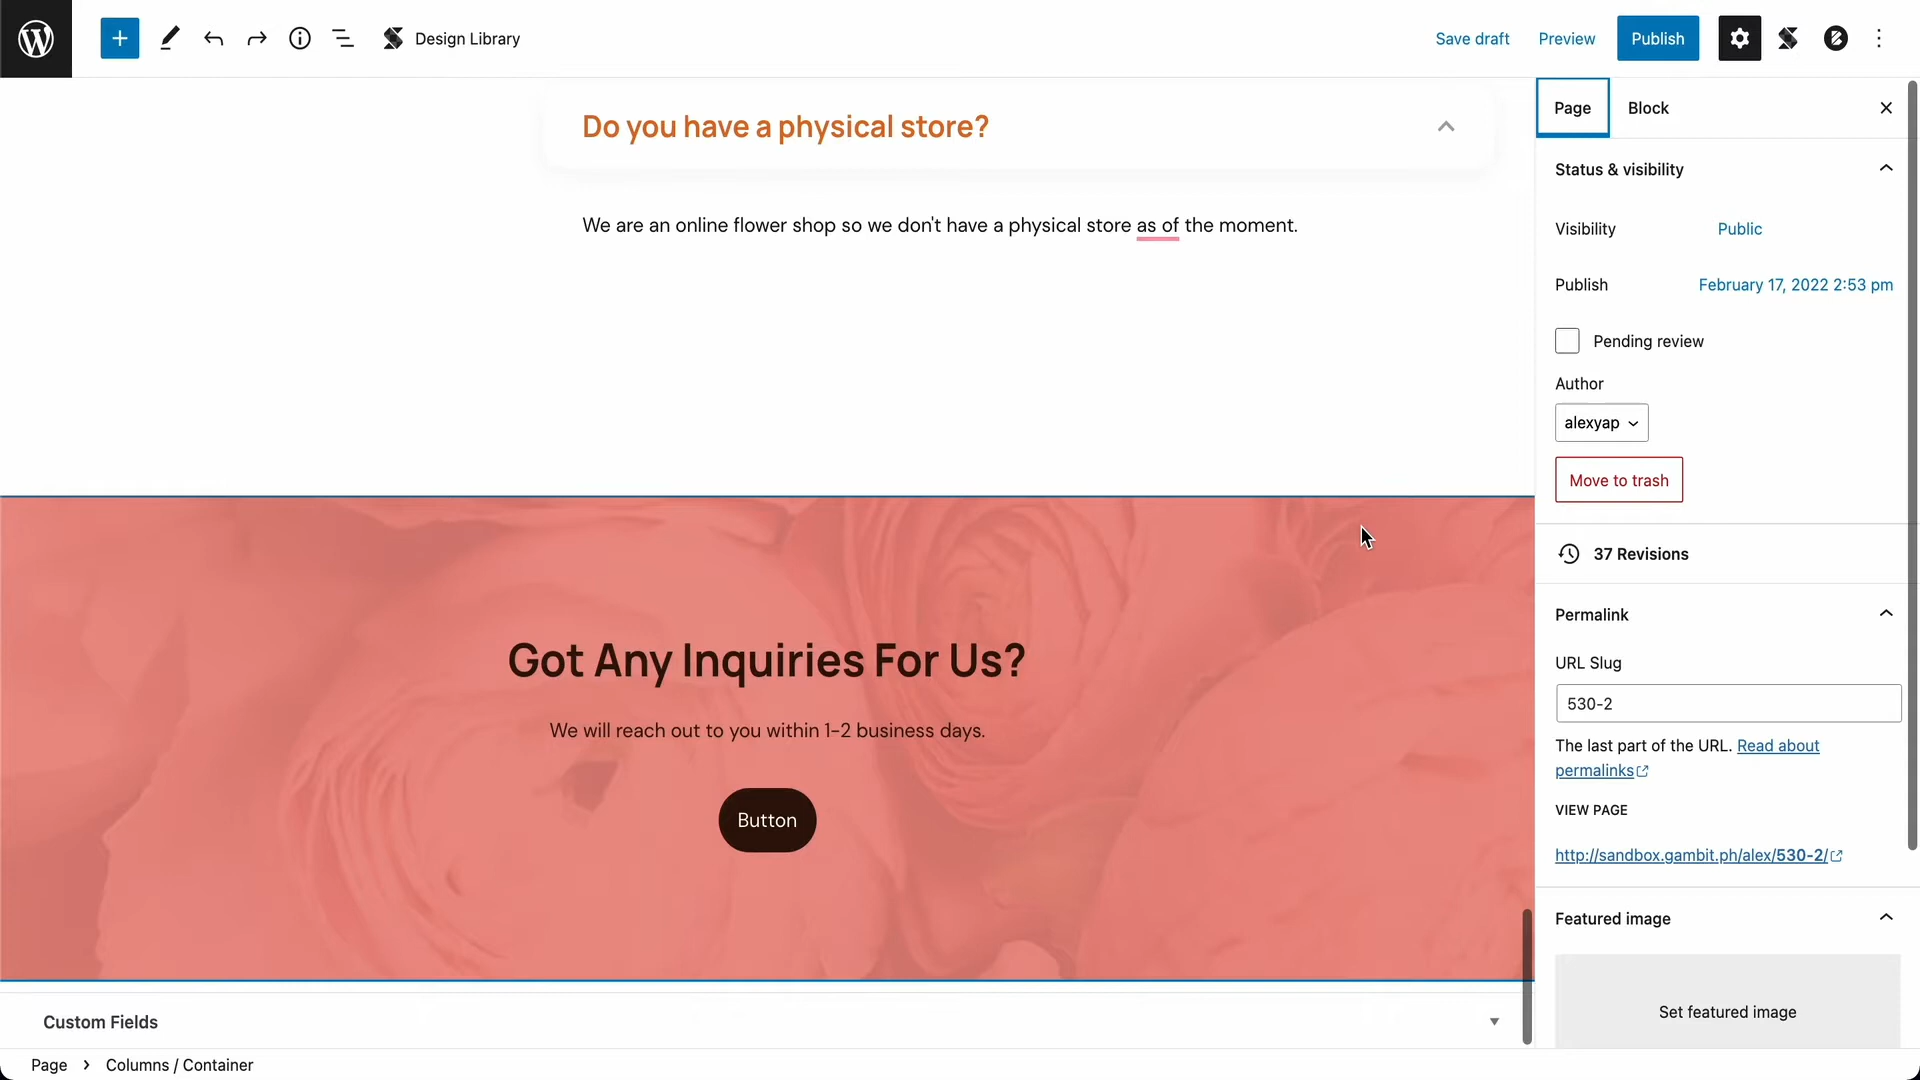 Design Library
Save draft
Preview
Publish
Do you have a physical store?
We are an online flower shop so we don't have a physical store as of the moment.
Got Any Inquiries For Us?
We will reach out to you within 1-2 business days.
Button
Custom Fields
Page > Columns / Container
Page
Block
Status & visibility
Visibility Public
Publish February 17, 2022 2:53 pm
Pending review
Author
alexyap
Move to trash
37 Revisions
Permalink
URL Slug
530-2
The last part of the URL. Read about
permalinks
VIEW PAGE
http://sandbox.gambit.ph/alex/530-2/
Featured image
Set featured image